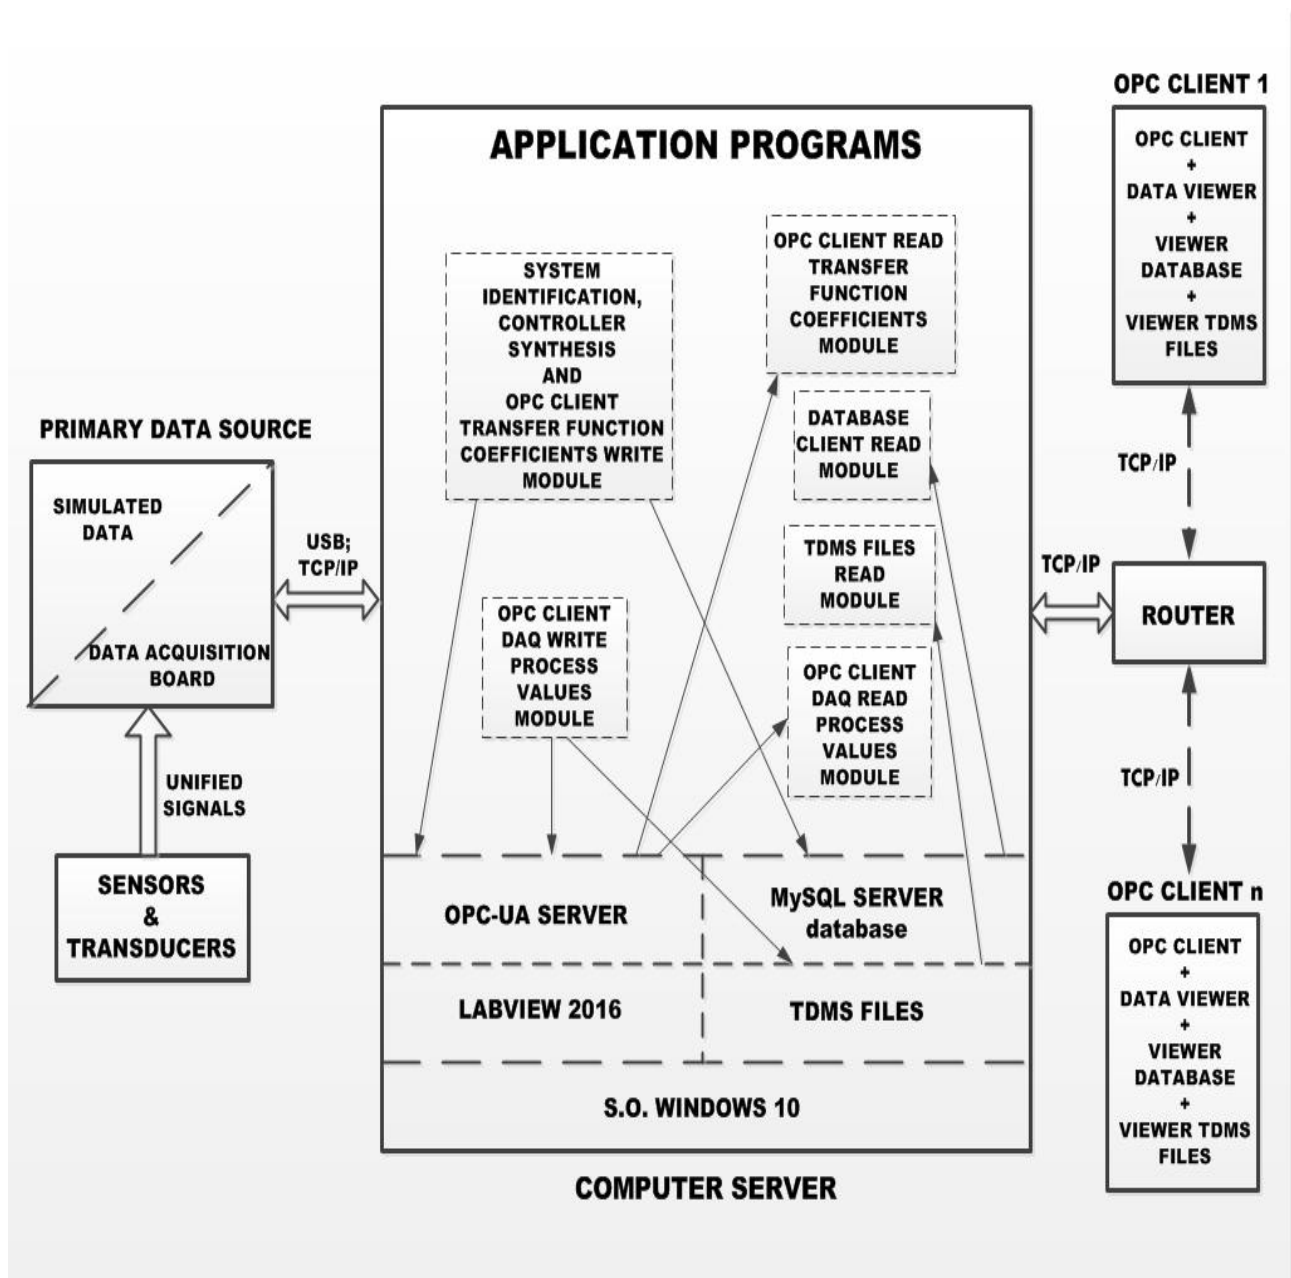 PRIMARY DATA SOURCE
SIMULATED
DATA
DATA ACQUISITION
BOARD
UNIFIED
SIGNALS
SENSORS
&
TRANSDUCERS
USB;
TCP/IP
APPLICATION PROGRAMS
SYSTEM
IDENTIFICATION,
CONTROLLER
SYNTHESIS
AND
OPC CLIENT
TRANSFER FUNCTION
COEFFICIENTS WRITE
MODULE
OPC CLIENT
DAQ WRITE
PROCESS
VALUES
MODULE
OPC CLIENT READ
TRANSFER
FUNCTION
COEFFICIENTS
MODULE
DATABASE
CLIENT READ
MODULE
TDMS FILES
READ
MODULE
OPC CLIENT
DAQ READ
PROCESS
VALUES
MODULE
OPC-UA SERVER
MySQL SERVER
database
LABVIEW 2016
TDMS FILES
S.O. WINDOWS 10
COMPUTER SERVER
TCP/IP
OPC CLIENT 1
OPC CLIENT
+
DATA VIEWER
+
VIEWER
DATABASE
+
VIEWER TDMS
FILES
TCP/IP
ROUTER
TCP/IP
OPC CLIENT n
OPC CLIENT
+
DATA VIEWER
+
VIEWER
DATABASE
+
VIEWER TDMS
FILES